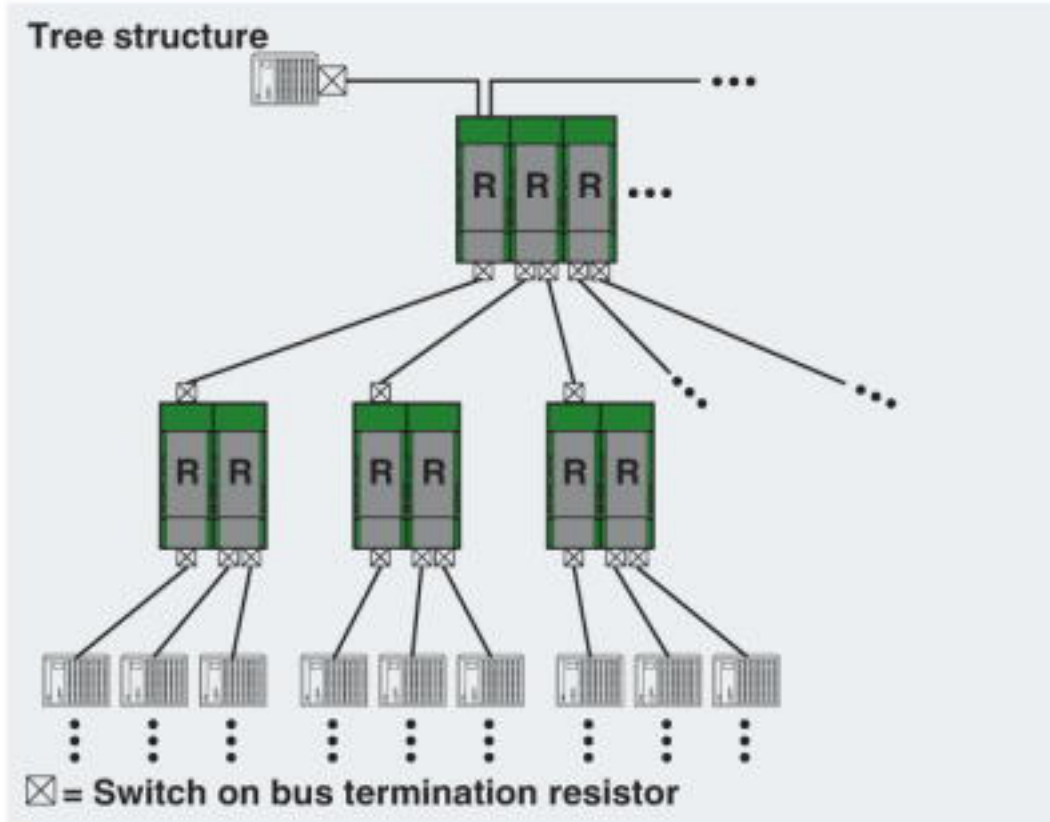 Tree structure
R R R
R R R R R R
= Switch on bus termination resistor